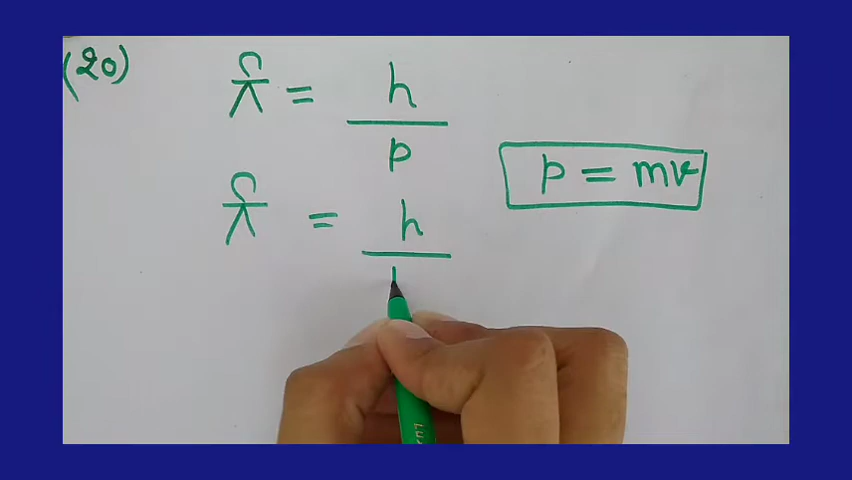 (20)
ƛ = h / p
p = mv
ƛ = h /